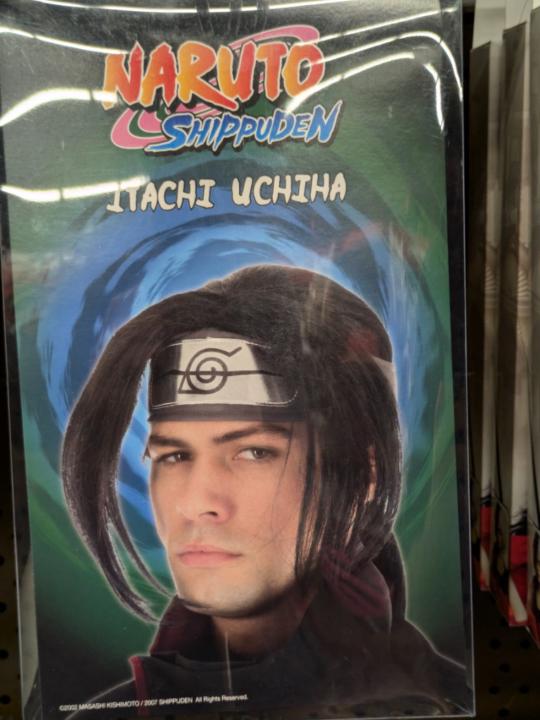 NARUTO
SHIPPUDEN
ITACHI UCHIHA
©2002 MASASHI KISHIMOTO / 2007 SHIPPUDEN All Rights Reserved.